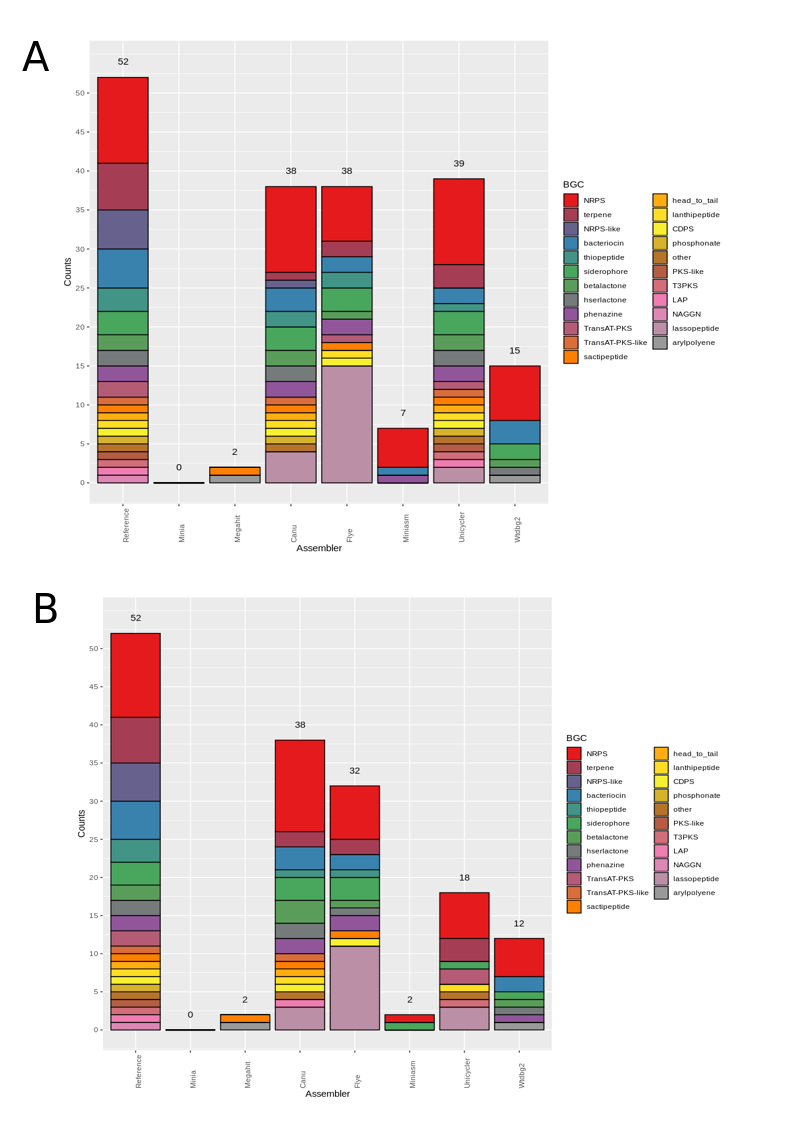 A
52
0
2
38
38
7
39
15
50
45
40
35
30
25
20
15
10
5
0
Counts
Reference
Minia
Megahit
Canu
Flye
Miniasm
Unicycler
Wtdbg2
Assembler
BGC
NRPS
terpene
NRPS-like
bacteriocin
thiopeptide
siderophore
betalactone
hserlactone
phenazine
TransAT-PKS
TransAT-PKS-like
sactipeptide
head_to_tail
lanthipeptide
CDPS
phosphonate
other
PKS-like
T3PKS
LAP
NAGGN
lassopeptide
arylpolyene
B
52
0
2
38
32
2
18
12
50
45
40
35
30
25
20
15
10
5
0
Counts
Reference
Minia
Megahit
Canu
Flye
Miniasm
Unicycler
Wtdbg2
Assembler
BGC
NRPS
terpene
NRPS-like
bacteriocin
thiopeptide
siderophore
betalactone
hserlactone
phenazine
TransAT-PKS
TransAT-PKS-like
sactipeptide
head_to_tail
lanthipeptide
CDPS
phosphonate
other
PKS-like
T3PKS
LAP
NAGGN
lassopeptide
arylpolyene